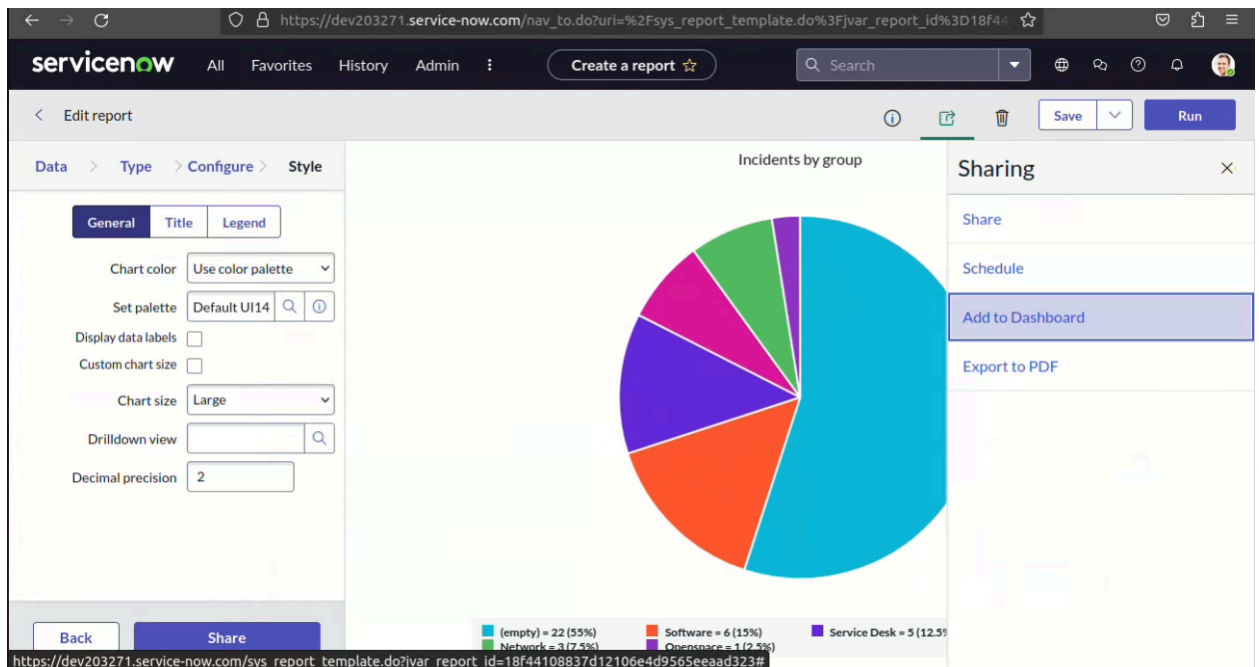 https://dev203271.service-now.com/nav_to.do?uri=%2Fsys_report_template.do%3Fjvar_report_id%3D18f44
servicenow All Favorites History Admin Create a report Search
Edit report Save Run
Data > Type > Configure > Style
General Title Legend
Chart color Use color palette
Set palette Default UI14
Display data labels
Custom chart size
Chart size Large
Drilldown view
Decimal precision 2
Back Share
Incidents by group
(empty) = 22 (55%) Software = 6 (15%) Service Desk = 5 (12.5%
Network = 3 (7.5%) Openspace = 1 (2.5%)
Sharing
Share
Schedule
Add to Dashboard
Export to PDF
https://dev203271.service-now.com/sys_report_template.do?jvar_report_id=18f44108837d12106e4d9565eeaad323#